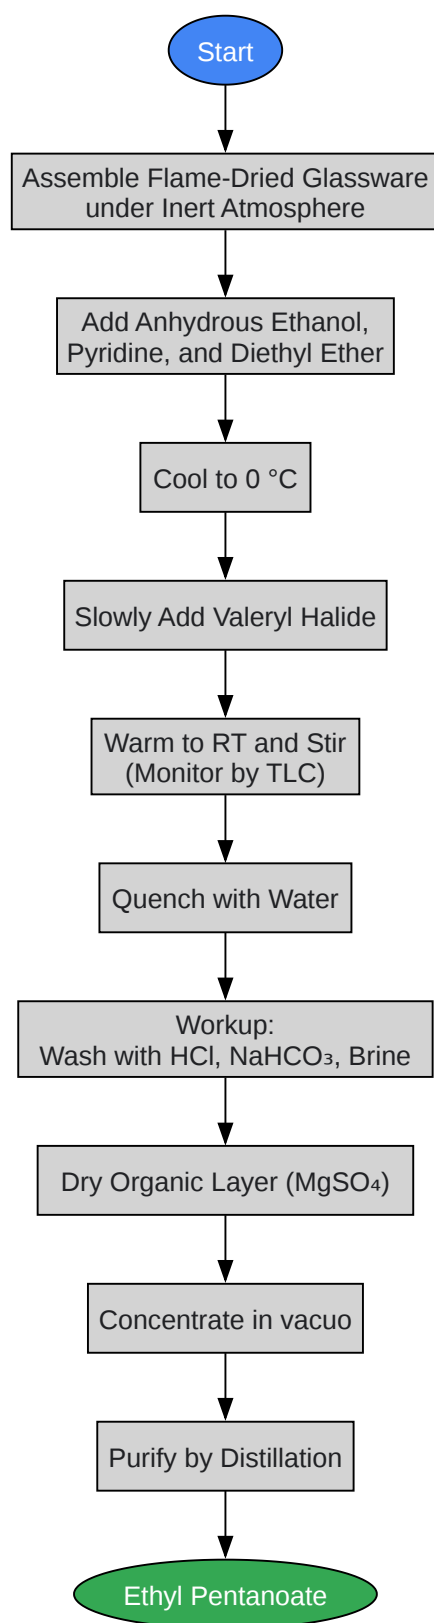 Start
Assemble Flame-Dried Glassware
under Inert Atmosphere
Add Anhydrous Ethanol,
Pyridine, and Diethyl Ether
Cool to 0 °C
Slowly Add Valeryl Halide
Warm to RT and Stir
(Monitor by TLC)
Quench with Water
Workup:
Wash with HCl, NaHCO₃, Brine
Dry Organic Layer (MgSO₄)
Concentrate in vacuo
Purify by Distillation
Ethyl Pentanoate